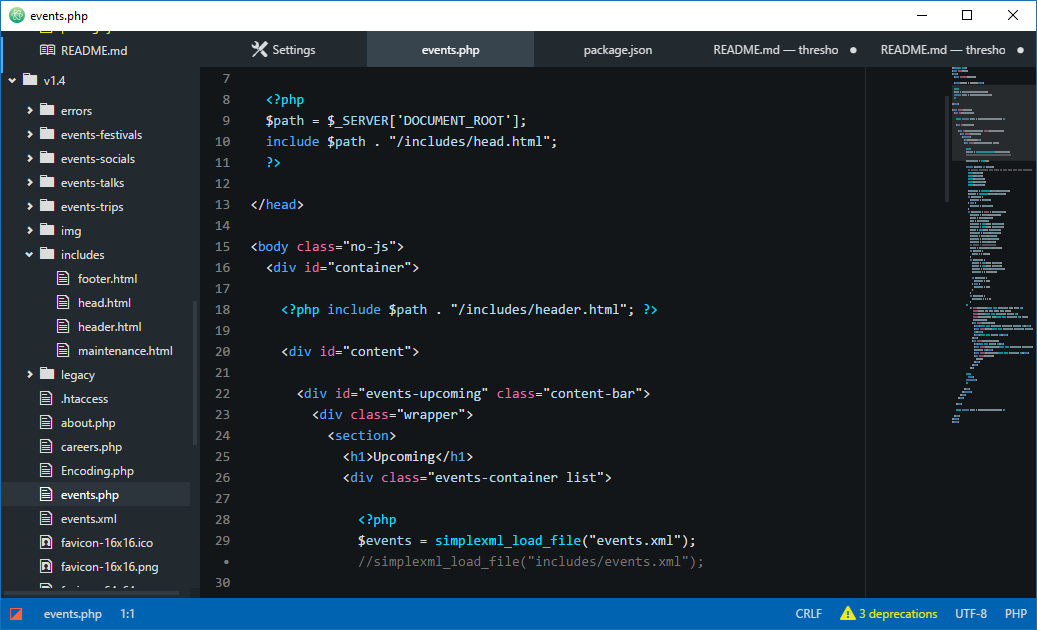 events.php
README.md
v1.4
errors
events-festivals
events-socials
events-talks
events-trips
img
includes
footer.html
head.html
header.html
maintenance.html
legacy
.htaccess
about.php
careers.php
Encoding.php
events.php
events.xml
favicon-16x16.ico
favicon-16x16.png
Settings
events.php
package.json
README.md — thresho
README.md — thresho
7
8 <?php
9 $path = $_SERVER['DOCUMENT_ROOT'];
10 include $path . "/includes/head.html";
11 ?>
12
13 </head>
14
15 <body class="no-js">
16 <div id="container">
17
18 <?php include $path . "/includes/header.html"; ?>
19
20 <div id="content">
21
22 <div id="events-upcoming" class="content-bar">
23 <div class="wrapper">
24 <section>
25 <h1>Upcoming</h1>
26 <div class="events-container list">
27
28 <?php
29 $events = simplexml_load_file("events.xml");
• //simplexml_load_file("includes/events.xml");
30
events.php 1:1 CRLF 3 deprecations UTF-8 PHP